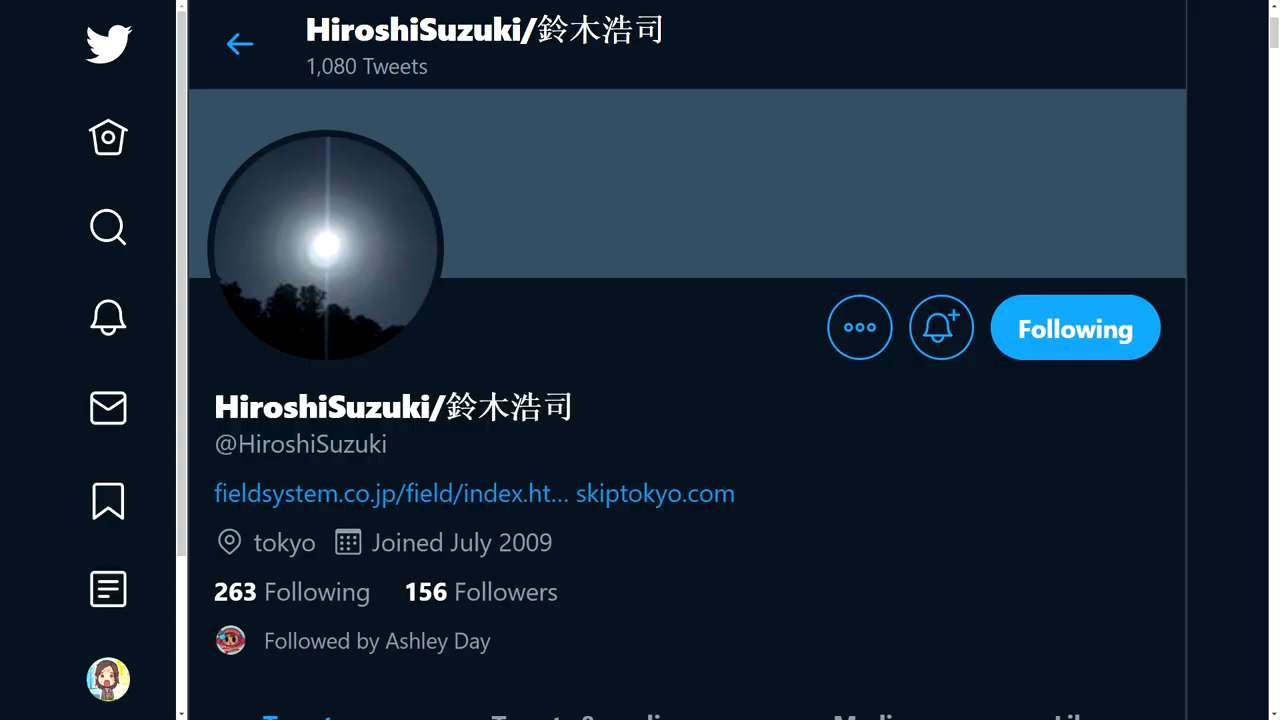 HiroshiSuzuki/鈴木浩司
1,080 Tweets
Following
HiroshiSuzuki/鈴木浩司
@HiroshiSuzuki
fieldsystem.co.jp/field/index.ht... skiptokyo.com
tokyo Joined July 2009
263 Following 156 Followers
Followed by Ashley Day